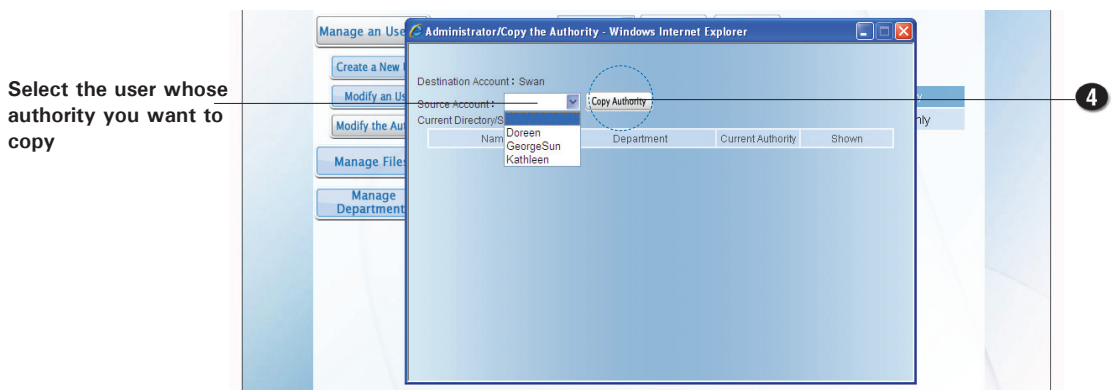 Select the user whose
authority you want to
copy
Manage an Use
Create a New
Modify an Us
Modify the Aut
Manage Files
Manage
Department
Administrator/Copy the Authority - Windows Internet Explorer
Destination Account : Swan
Source Account :
Copy Authority
Current Directory/S
Nam
Department
Current Authority
Shown
Doreen
GeorgeSun
Kathleen
nly
4